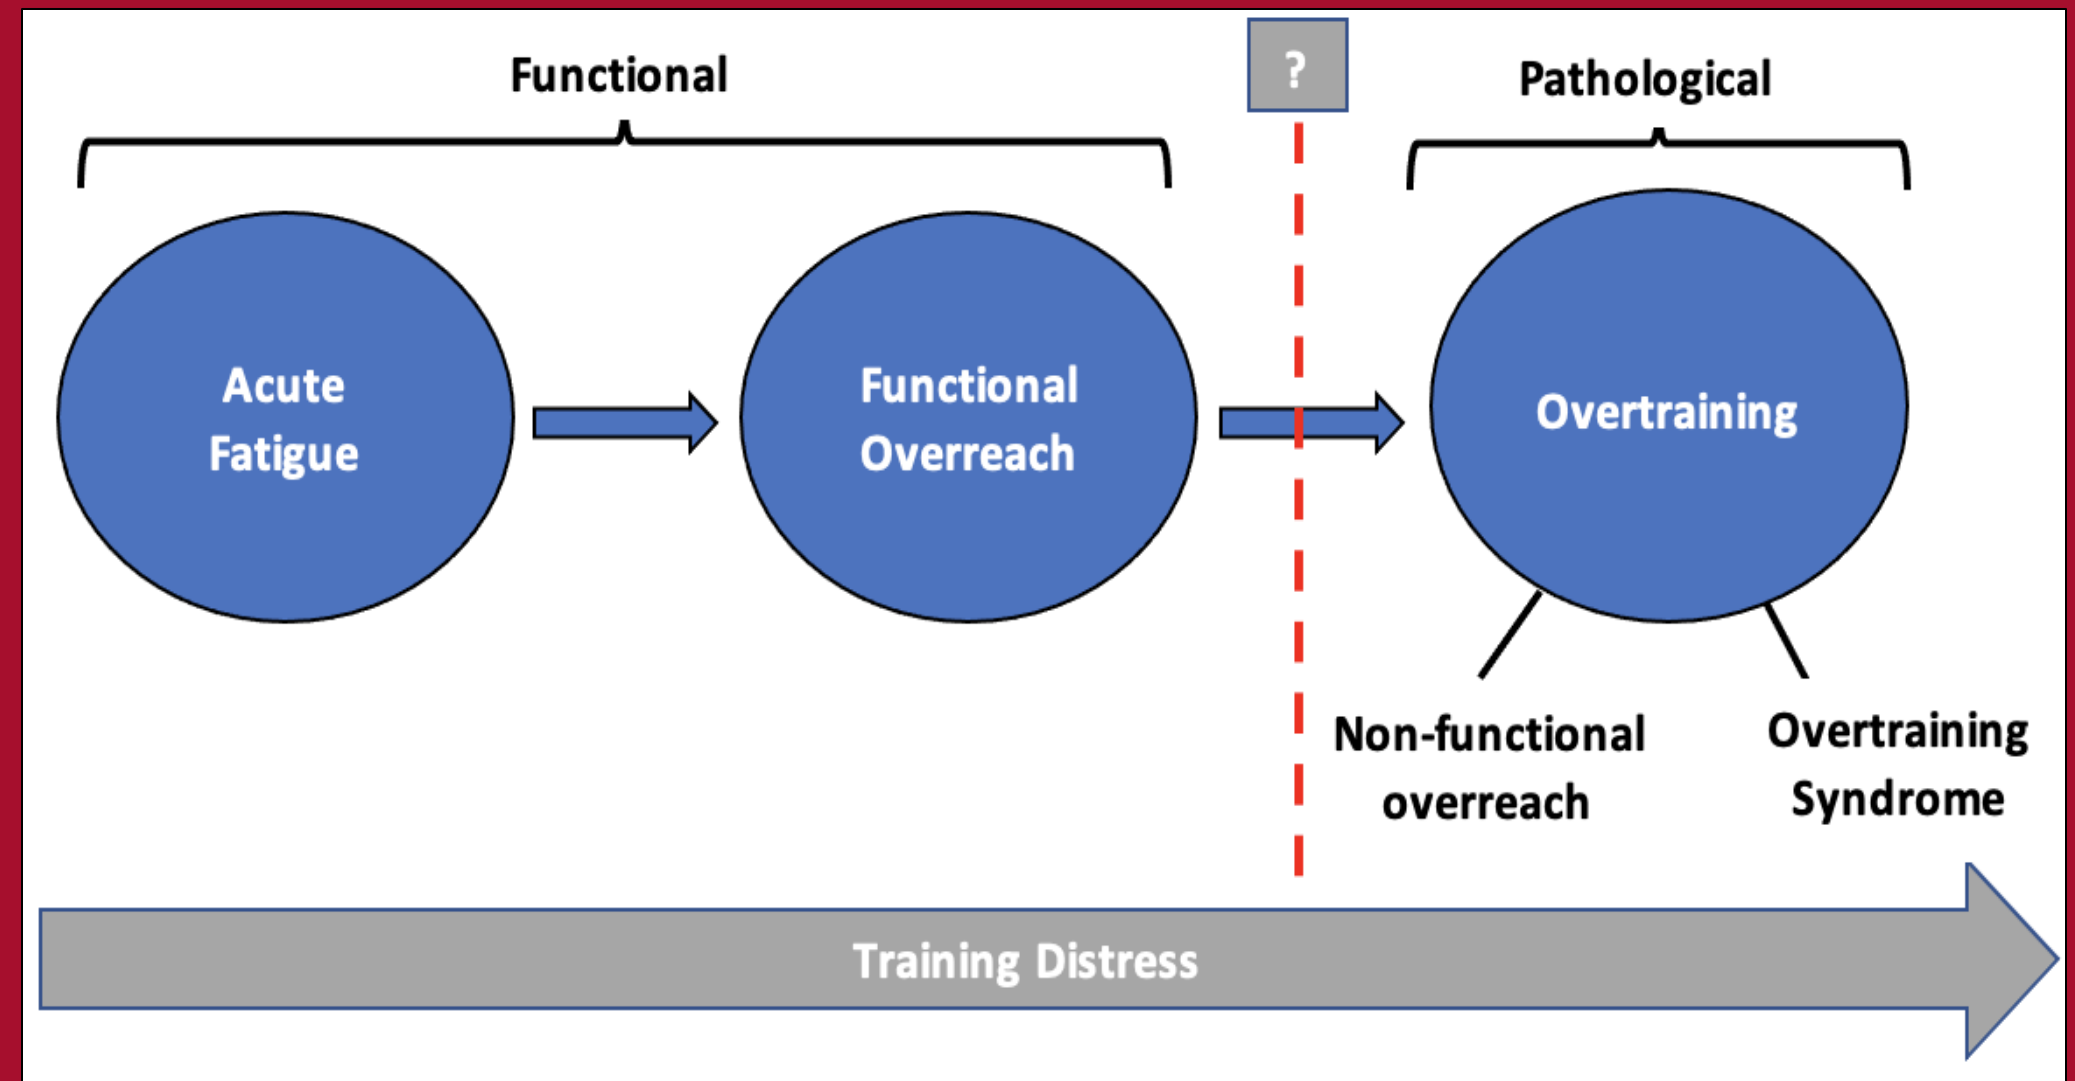 Functional
?
Pathological
Acute
Fatigue
Functional
Overreach
Overtraining
Non-functional
overreach
Overtraining
Syndrome
Training Distress